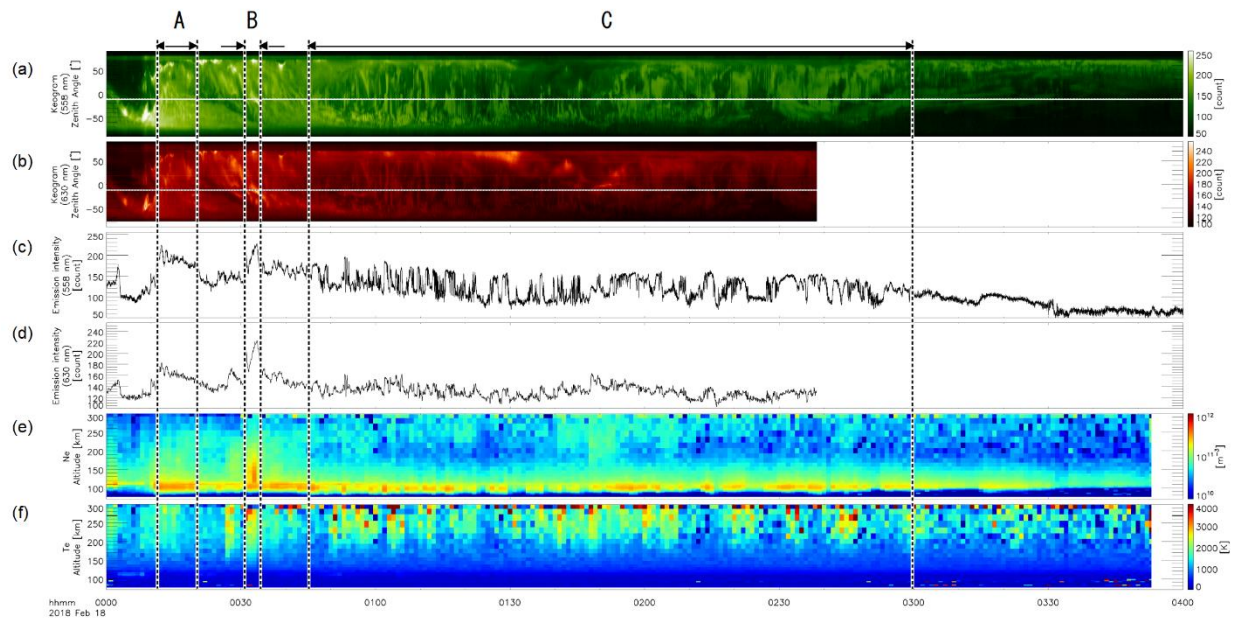 A B C
(a)
Keogram
(558 nm)
Zenith Angle [°]
50
0
−50
250
200
150
100
50
[count]
(b)
Keogram
(630 nm)
Zenith Angle [°]
50
0
−50
240
220
200
180
160
140
120
100
[count]
(c)
Emission intensity
(558 nm)
[count]
250
200
150
100
50
(d)
Emission intensity
(630 nm)
[count]
240
220
200
180
160
140
120
100
(e)
Ne
Altitude [km]
300
250
200
150
100
10¹²
10¹¹
10¹⁰
[m⁻³]
(f)
Te
Altitude [km]
300
250
200
150
100
4000
3000
2000
1000
0
[K]
hhmm 0000 0030 0100 0130 0200 0230 0300 0330 0400
2018 Feb 18